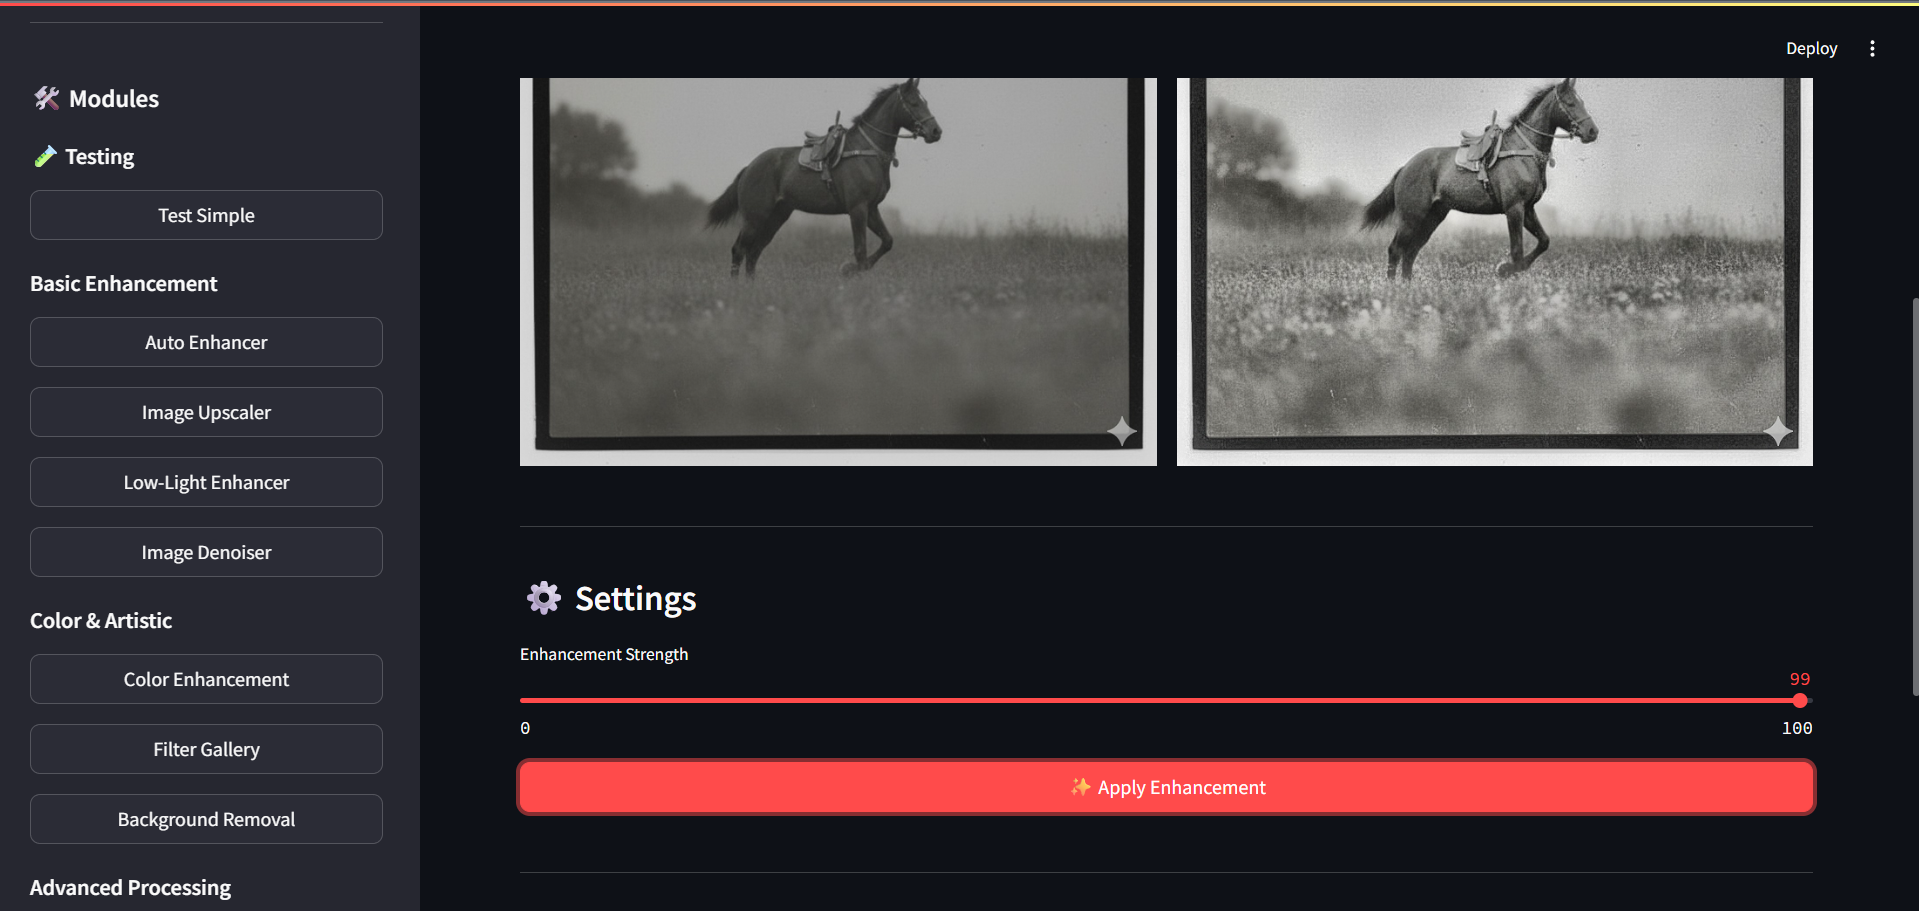 Deploy
Modules
Testing
Test Simple
Basic Enhancement
Auto Enhancer
Image Upscaler
Low-Light Enhancer
Image Denoiser
Color & Artistic
Color Enhancement
Filter Gallery
Background Removal
Advanced Processing
Settings
Enhancement Strength
99
0
100
Apply Enhancement